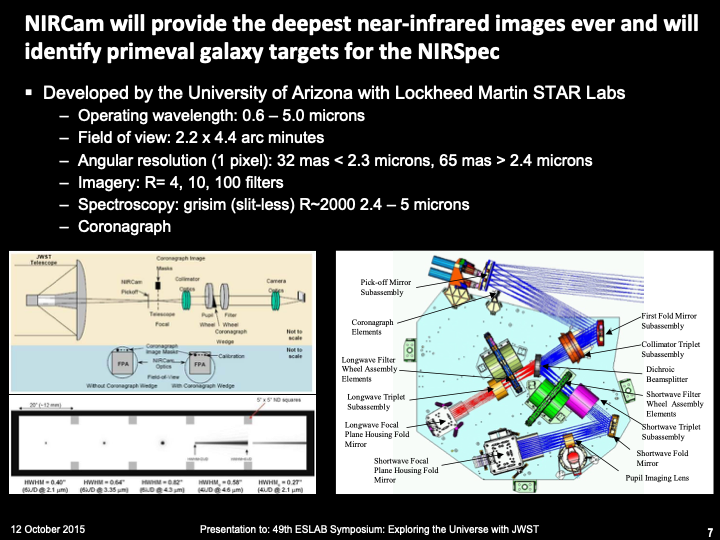 NIRCam will provide the deepest near-infrared images ever and will
identify primeval galaxy targets for the NIRSpec
▪ Developed by the University of Arizona with Lockheed Martin STAR Labs
– Operating wavelength: 0.6 – 5.0 microns
– Field of view: 2.2 x 4.4 arc minutes
– Angular resolution (1 pixel): 32 mas < 2.3 microns, 65 mas > 2.4 microns
– Imagery: R= 4, 10, 100 filters
– Spectroscopy: grisim (slit-less) R~2000 2.4 – 5 microns
– Coronagraph
JWST
Telescope
Coronagraph Image
Masks
NIRCam
Pickoff
Collimator
Optics
Camera
Optics
Telescope
Focal
Pupil
Wheel
Filter
Wheel
Coronagraph
Wedge
Not to
scale
Coronagraph
Image Masks
Calibration
Not to
scale
FPA
NIRCam
Optics
FPA
Field-of-View
Without Coronagraph Wedge
With Coronagraph Wedge
20" (~12 mm)
5" x 5" ND squares
HWHM = 0.40"
(6λ/D @ 2.1 μm)
HWHM = 0.64"
(6λ/D @ 3.35 μm)
HWHM = 0.82"
(6λ/D @ 4.3 μm)
HWHM = 0.58"
(4λ/D @ 4.6 μm)
HWHM = 0.27"
(4λ/D @ 2.1 μm)
Pick-off Mirror
Subassembly
Coronagraph
Elements
Longwave Filter
Wheel Assembly
Elements
Longwave Triplet
Subassembly
Longwave Focal
Plane Housing Fold
Mirror
Shortwave Focal
Plane Housing Fold
Mirror
First Fold Mirror
Subassembly
Collimator Triplet
Subassembly
Dichroic
Beamsplitter
Shortwave Filter
Wheel Assembly
Elements
Shortwave Triplet
Subassembly
Shortwave Fold
Mirror
Pupil Imaging Lens
12 October 2015
Presentation to: 49th ESLAB Symposium: Exploring the Universe with JWST
7